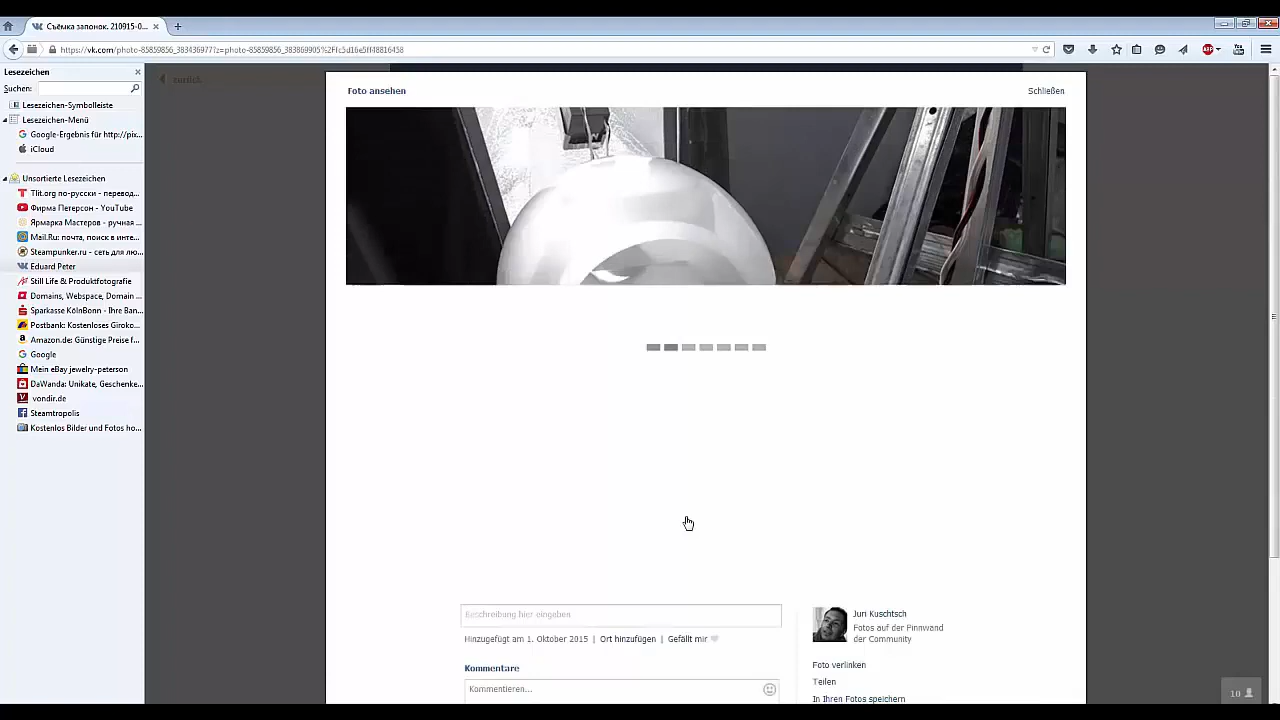 Съёмка запонок. 210915-0...
https://vk.com/photo-85859856_383436977?z=photo-85859856_383869905%2Ffc5d16e5ff48816458
Lesezeichen
zurück
Suchen:
Foto ansehen
Schließen
Lesezeichen-Symbolleiste
Lesezeichen-Menü
Google-Ergebnis für http://pix...
iCloud
Unsortierte Lesezeichen
Tlit.org по-русски - перевод...
Фирма Петерсон - YouTube
Ярмарка Мастеров - ручная ...
Mail.Ru: почта, поиск в инте...
Steampunker.ru - сеть для лю...
Eduard Peter
Still Life & Produktfotografie
Domains, Webspace, Domain ...
Sparkasse KölnBonn - Ihre Ban...
Postbank: Kostenloses Giroko...
Amazon.de: Günstige Preise f...
Google
Mein eBay jewelry-peterson
DaWanda: Unikate, Geschenke...
vondir.de
Steamtropolis
Kostenlos Bilder und Fotos ho...
Beschreibung hier eingeben
Hinzugefügt am 1. Oktober 2015 | Ort hinzufügen | Gefällt mir
Kommentare
Kommentieren...
Juri Kuschtsch
Fotos auf der Pinnwand
der Community
Foto verlinken
Teilen
In Ihren Fotos speichern
10